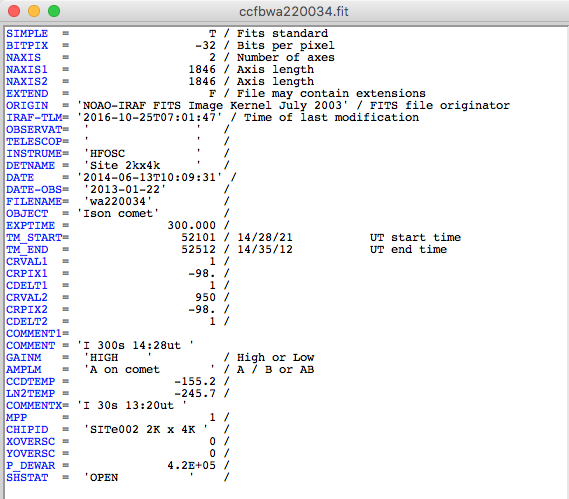 ccfbwa220034.fit
SIMPLE  =                    T / Fits standard
BITPIX  =                  -32 / Bits per pixel
NAXIS   =                    2 / Number of axes
NAXIS1  =                 1846 / Axis length
NAXIS2  =                 1846 / Axis length
EXTEND  =                    F / File may contain extensions
ORIGIN  = 'NOAO-IRAF FITS Image Kernel July 2003' / FITS file originator
IRAF-TLM= '2016-10-25T07:01:47' / Time of last modification
OBSERVAT=  '                '   /
TELESCOP=  '                '   /
INSTRUME=  'HFOSC           '   /
DETNAME =  'Site 2kx4k      '   /
DATE    = '2014-06-13T10:09:31' /
DATE-OBS= '2013-01-22'         /
FILENAME= 'wa220034'           /
OBJECT  = 'Ison comet'         /
EXPTIME =              300.000 /
TM_START=                52101 / 14/28/21            UT start time
TM_END  =                52512 / 14/35/12            UT end time
CRVAL1  =                    1 /
CRPIX1  =                 -98. /
CDELT1  =                    1 /
CRVAL2  =                  950 /
CRPIX2  =                 -98. /
CDELT2  =                    1 /
COMMENT1=
COMMENT = 'I 300s 14:28ut '
GAINM   =  'HIGH    '          / High or Low
AMPLM   =  'A on comet       ' / A / B or AB
CCDTEMP =               -155.2 /
LN2TEMP =               -245.7 /
COMMENTX= 'I 30s 13:20ut '
MPP     =                    1 /
CHIPID  =  'SITe002 2K x 4K '  /
XOVERSC =                    0 /
YOVERSC =                    0 /
P_DEWAR =              4.2E+05 /
SHSTAT  =  'OPEN           '    /